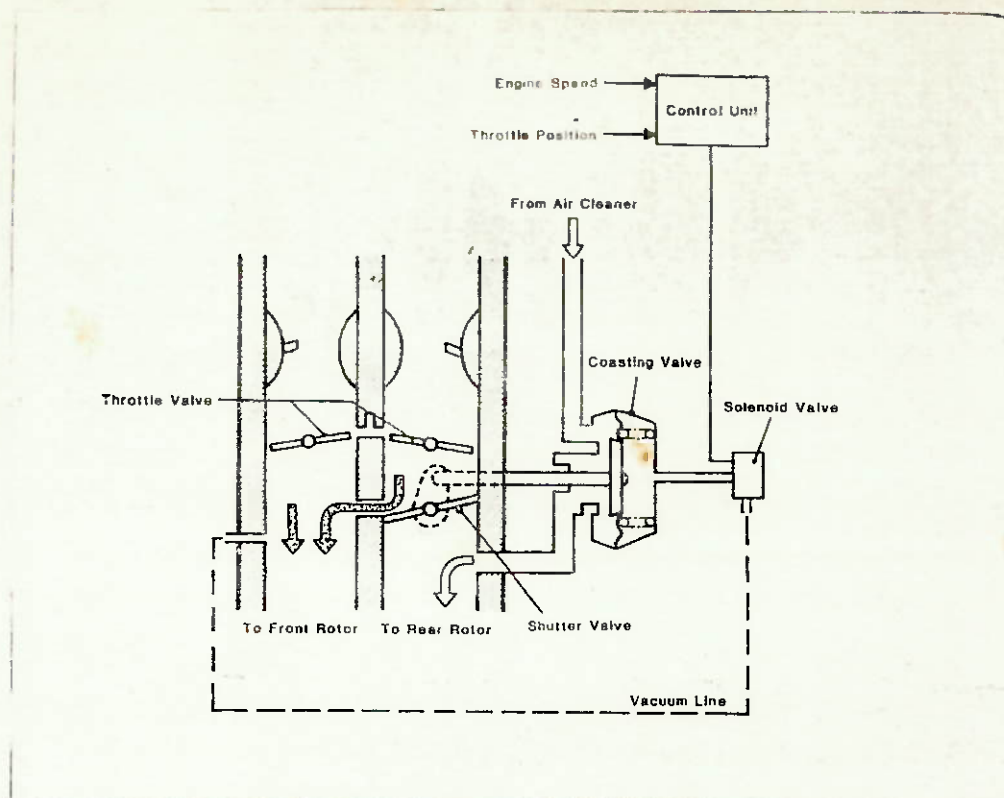 Engine Speed
Control Unit
Throttle Position
From Air Cleaner
Coasting Valve
Throttle Valve
Solenoid Valve
To Front Rotor
To Rear Rotor
Shutter Valve
Vacuum Line